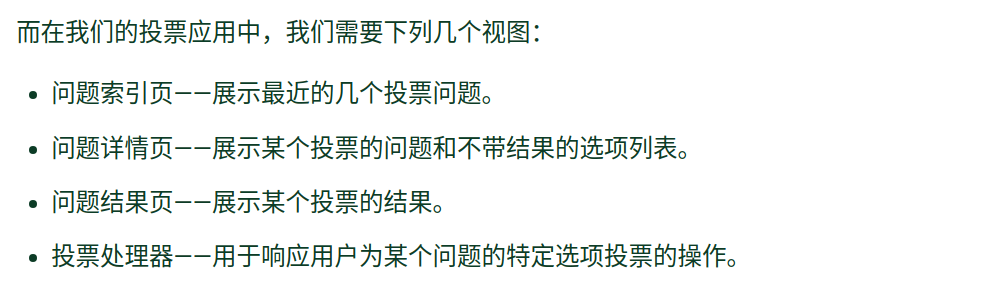 而在我们的投票应用中，我们需要下列几个视图：
• 问题索引页——展示最近的几个投票问题。
• 问题详情页——展示某个投票的问题和不带结果的选项列表。
• 问题结果页——展示某个投票的结果。
• 投票处理器——用于响应用户为某个问题的特定选项投票的操作。